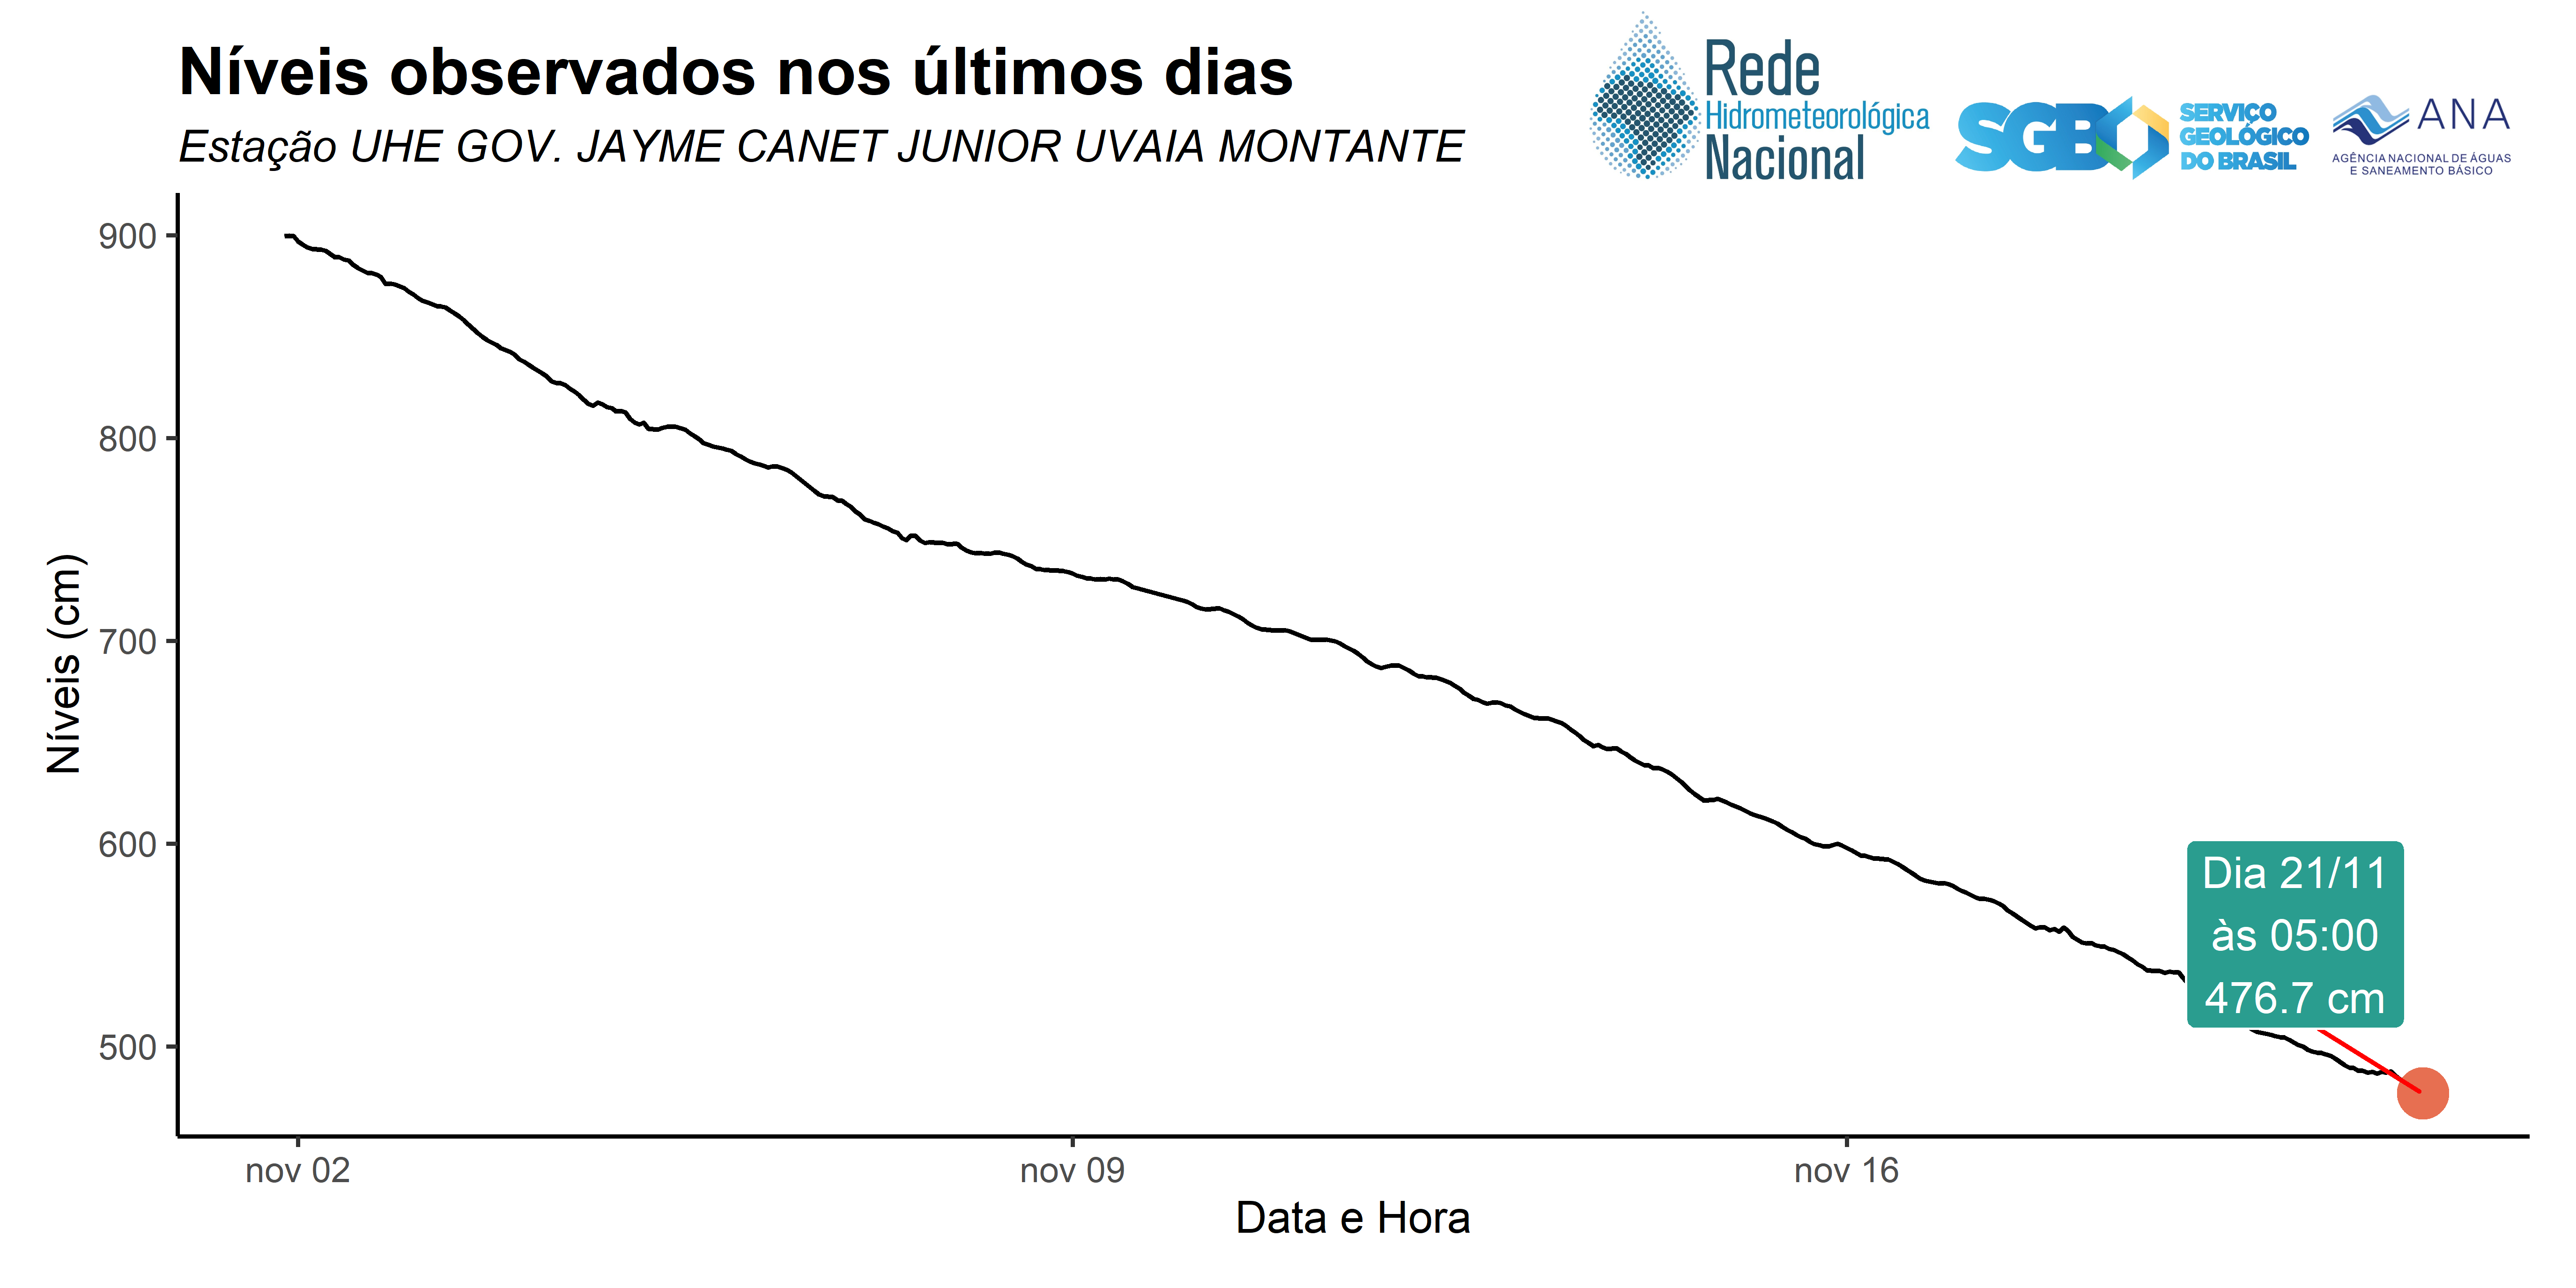 Níveis observados nos últimos dias
Estação UHE GOV. JAYME CANET JUNIOR UVAIA MONTANTE
Rede
Hidrometeorológica
Nacional
SGB
SERVIÇO
GEOLÓGICO
DO BRASIL
ANA
AGÊNCIA NACIONAL DE ÁGUAS
E SANEAMENTO BÁSICO
Níveis (cm)
900
800
700
600
500
Dia 21/11
às 05:00
476.7 cm
nov 02
nov 09
nov 16
Data e Hora